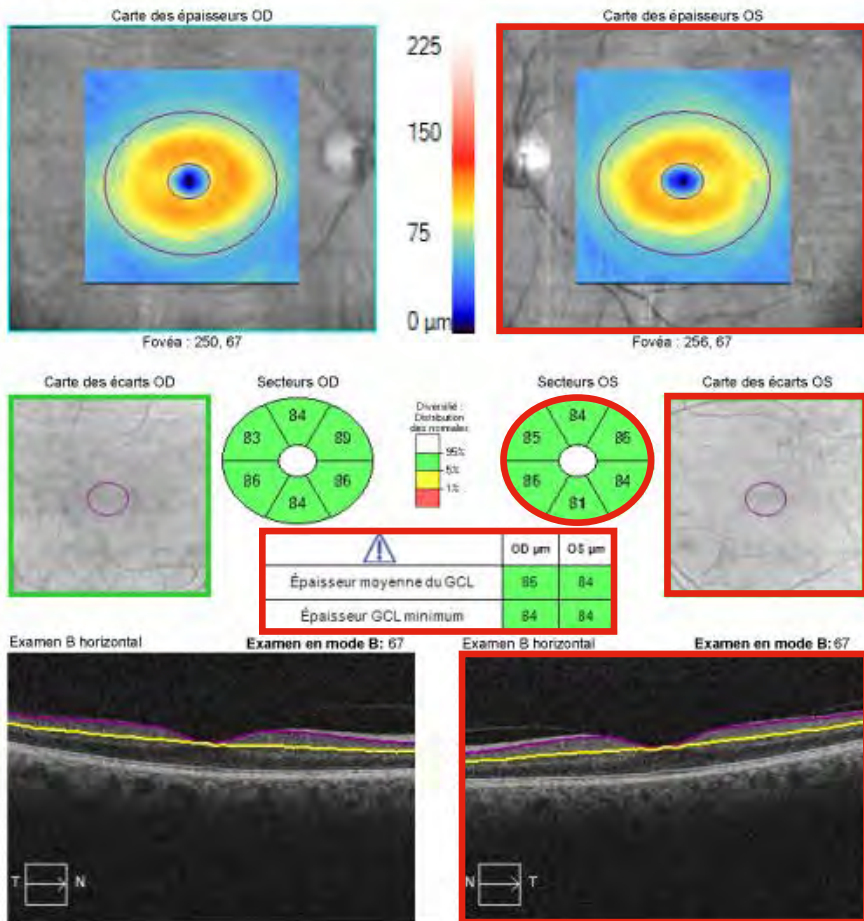 Carte des épaisseurs OD
Carte des épaisseurs OS
225
150
75
0 µm
Fovéa : 250, 67
Fovéa : 256, 67
Carte des écarts OD
Secteurs OD
Secteurs OS
Carte des écarts OS
Diversifié :
Distribution
des normales
95%
5%
1%
84
83
89
86
86
84
84
85
86
86
84
81
OD µm
OS µm
Épaisseur moyenne du GCL
85
84
Épaisseur GCL minimum
84
84
Examen B horizontal
Examen en mode B: 67
Examen B horizontal
Examen en mode B: 67
T
N
N
T